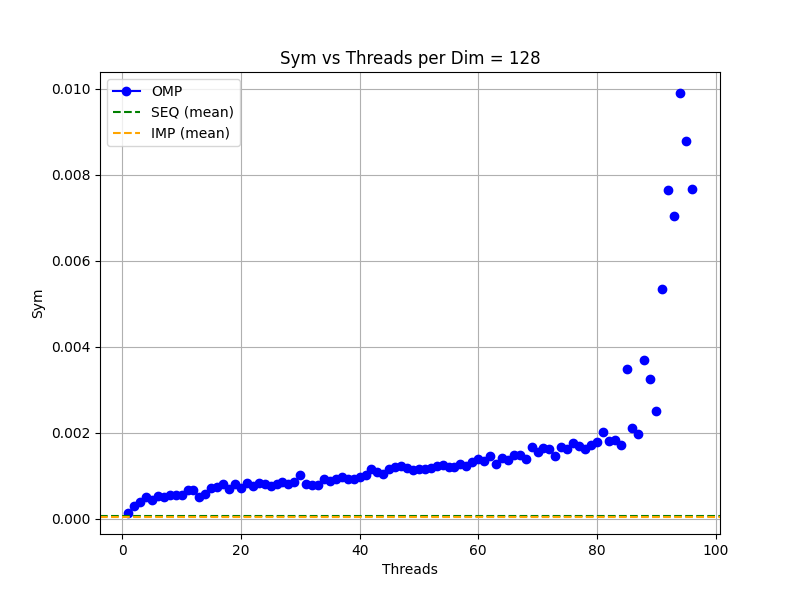 Sym vs Threads per Dim = 128
OMP
SEQ (mean)
IMP (mean)
0.010
0.008
0.006
0.004
0.002
0.000
Sym
0
20
40
60
80
100
Threads